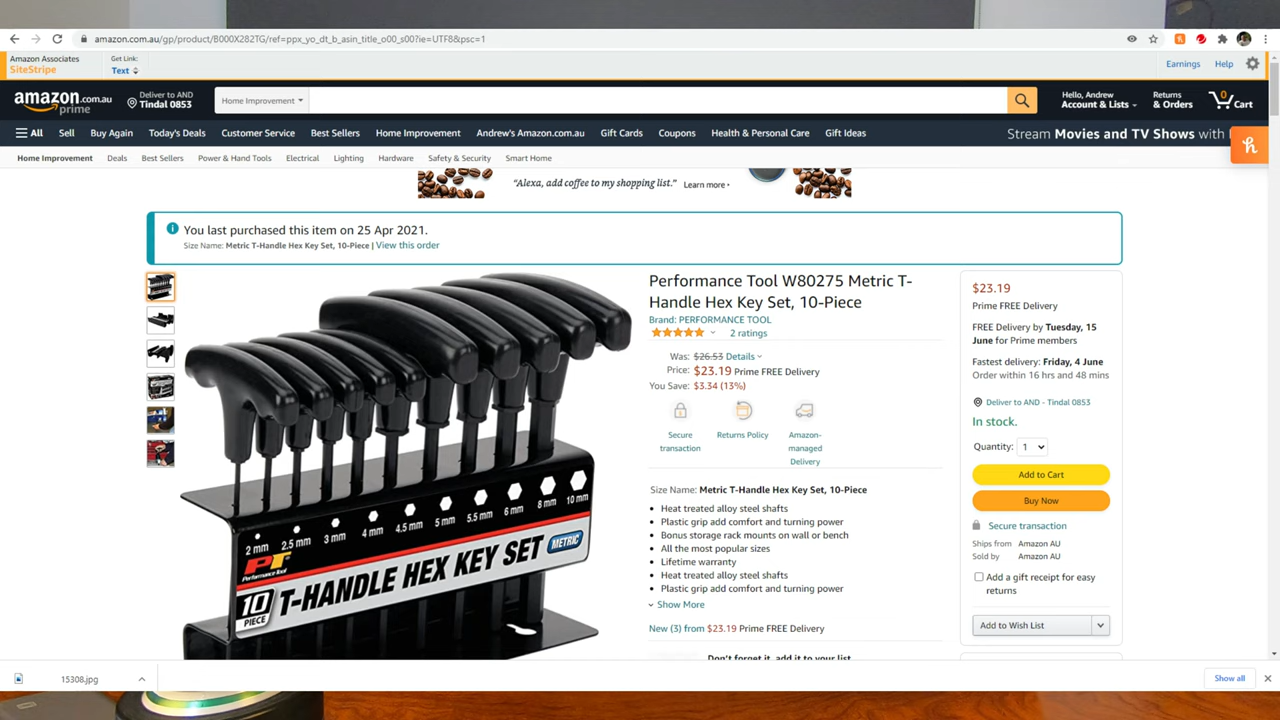 amazon.com.au/gp/product/B000X282TG/ref=ppx_yo_dt_b_asin_title_o00_s00?ie=UTF8&psc=1
Amazon Associates
SiteStripe
Get Link:
Text
Earnings Help
amazon.com.au
prime
Deliver to AND
Tindal 0853
Home Improvement
Hello, Andrew
Account & Lists
Returns
& Orders
0
Cart
All Sell Buy Again Today's Deals Customer Service Best Sellers Home Improvement Andrew's Amazon.com.au Gift Cards Coupons Health & Personal Care Gift Ideas
Stream Movies and TV Shows with
Home Improvement Deals Best Sellers Power & Hand Tools Electrical Lighting Hardware Safety & Security Smart Home
“Alexa, add coffee to my shopping list.” Learn more
You last purchased this item on 25 Apr 2021.
Size Name: Metric T-Handle Hex Key Set, 10-Piece | View this order
2 mm 2.5 mm 3 mm 4 mm 4.5 mm 5 mm 5.5 mm 6 mm 8 mm 10 mm
PT
Performance Tool
10
PIECE
T-HANDLE HEX KEY SET
METRIC
Performance Tool W80275 Metric T-
Handle Hex Key Set, 10-Piece
Brand: PERFORMANCE TOOL
2 ratings
Was: $26.53 Details
Price: $23.19 Prime FREE Delivery
You Save: $3.34 (13%)
Secure
transaction
Returns Policy
Amazon-
managed
Delivery
Size Name: Metric T-Handle Hex Key Set, 10-Piece
• Heat treated alloy steel shafts
• Plastic grip add comfort and turning power
• Bonus storage rack mounts on wall or bench
• All the most popular sizes
• Lifetime warranty
• Heat treated alloy steel shafts
• Plastic grip add comfort and turning power
Show More
New (3) from $23.19 Prime FREE Delivery
Don't forget it, add it to your list
$23.19
Prime FREE Delivery
FREE Delivery by Tuesday, 15
June for Prime members
Fastest delivery: Friday, 4 June
Order within 16 hrs and 48 mins
Deliver to AND - Tindal 0853
In stock.
Quantity: 1
Add to Cart
Buy Now
Secure transaction
Ships from Amazon AU
Sold by Amazon AU
Add a gift receipt for easy
returns
Add to Wish List
15308.jpg
Show all